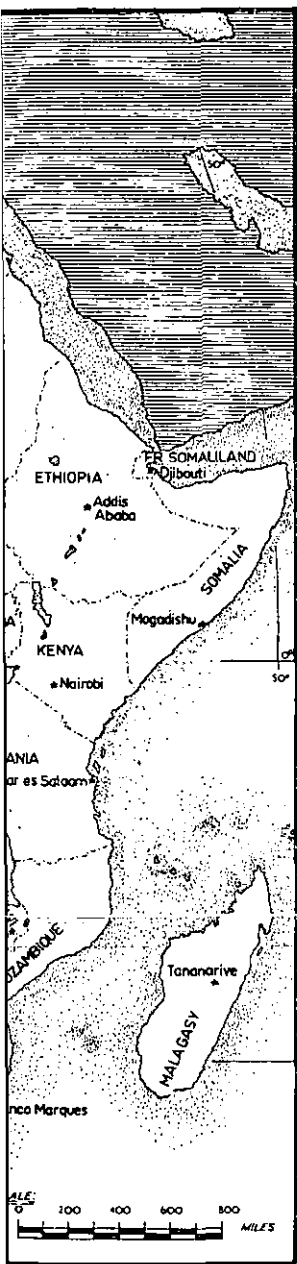 50°
FR SOMALILAND
Djibouti
ETHIOPIA
Addis
Ababa
SOMALIA
Mogadishu
A
KENYA
0°
50°
Nairobi
ANIA
ar es Salaam
OZAMBIQUE
Tananarive
MALAGASY
nco Marques
ALE:
0 200 400 600 800
MILES